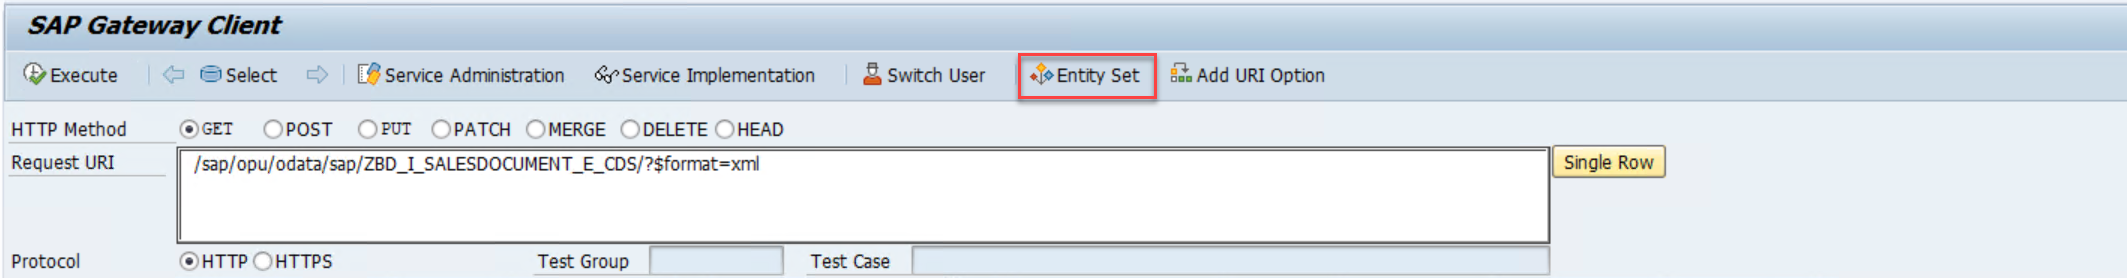 SAP Gateway Client
Execute Select Service Administration Service Implementation Switch User Entity Set Add URI Option
HTTP Method GET POST PUT PATCH MERGE DELETE HEAD
Request URI /sap/opu/odata/sap/ZBD_I_SALESDOCUMENT_E_CDS/?$format=xml Single Row
Protocol HTTP HTTPS Test Group Test Case